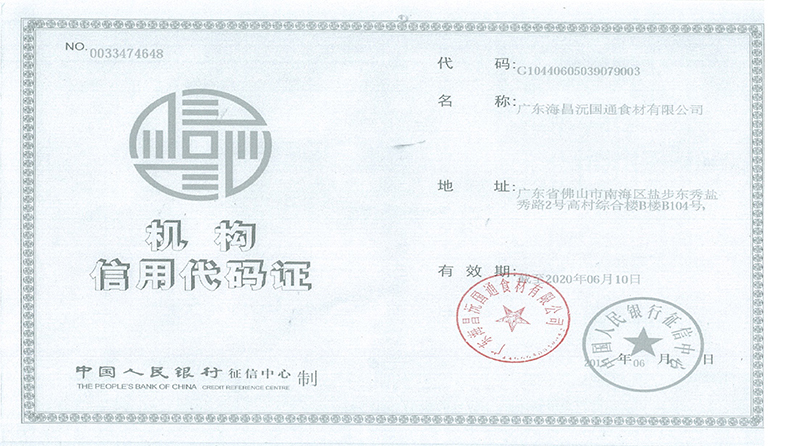 NO. 0033474648
机构
信用代码证
中国人民银行征信中心 制
THE PEOPLE'S BANK OF CHINA CREDIT REFERENCE CENTRE
代 码: G10440605039079003
名 称: 广东海昌沅国通食材有限公司
地 址: 广东省佛山市南海区盐步东秀盐
秀路2号高村综合楼B楼B104号,
有 效 期: 截至2020年06月10日
广东海昌沅国通食材有限公司
中国人民银行征信中心
年 06 月 日